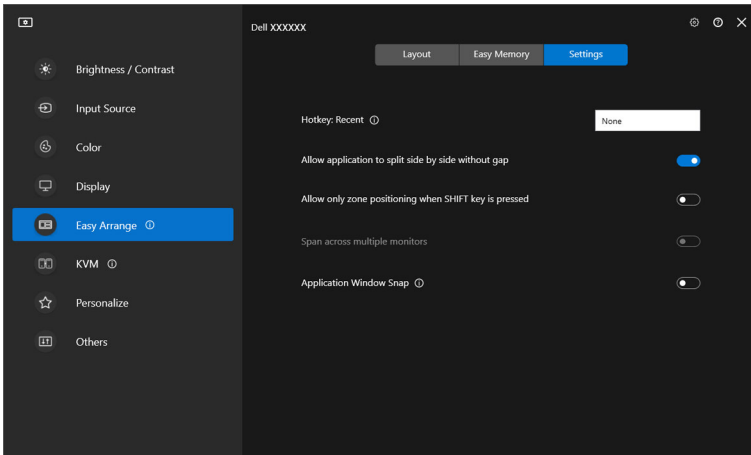 Dell XXXXXX
Layout
Easy Memory
Settings
Brightness / Contrast
Input Source
Color
Display
Easy Arrange
KVM
Personalize
Others
Hotkey: Recent
None
Allow application to split side by side without gap
Allow only zone positioning when SHIFT key is pressed
Span across multiple monitors
Application Window Snap